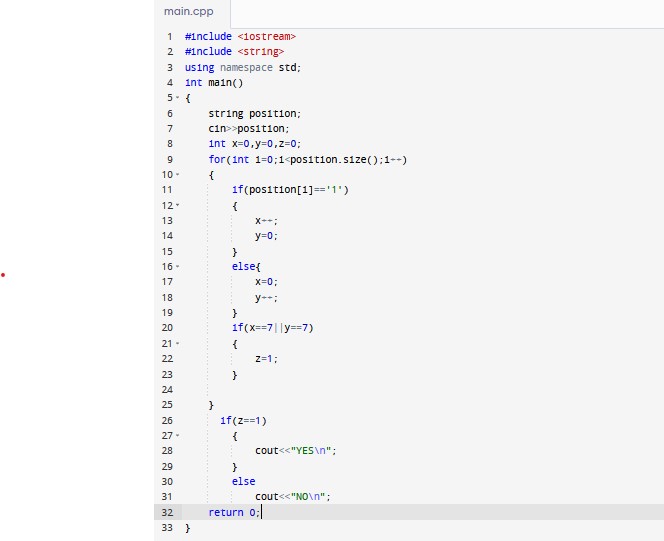 main.cpp
1 #include <iostream>
2 #include <string>
3 using namespace std;
4 int main()
5 {
6 string position;
7 cin>>position;
8 int x=0,y=0,z=0;
9 for(int i=0;i<position.size();i++)
10 {
11 if(position[i]=='1')
12 {
13 x++;
14 y=0;
15 }
16 else{
17 x=0;
18 y++;
19 }
20 if(x==7||y==7)
21 {
22 z=1;
23 }
24
25 }
26 if(z==1)
27 {
28 cout<<"YES\n";
29 }
30 else
31 cout<<"NO\n";
32 return 0;
33 }